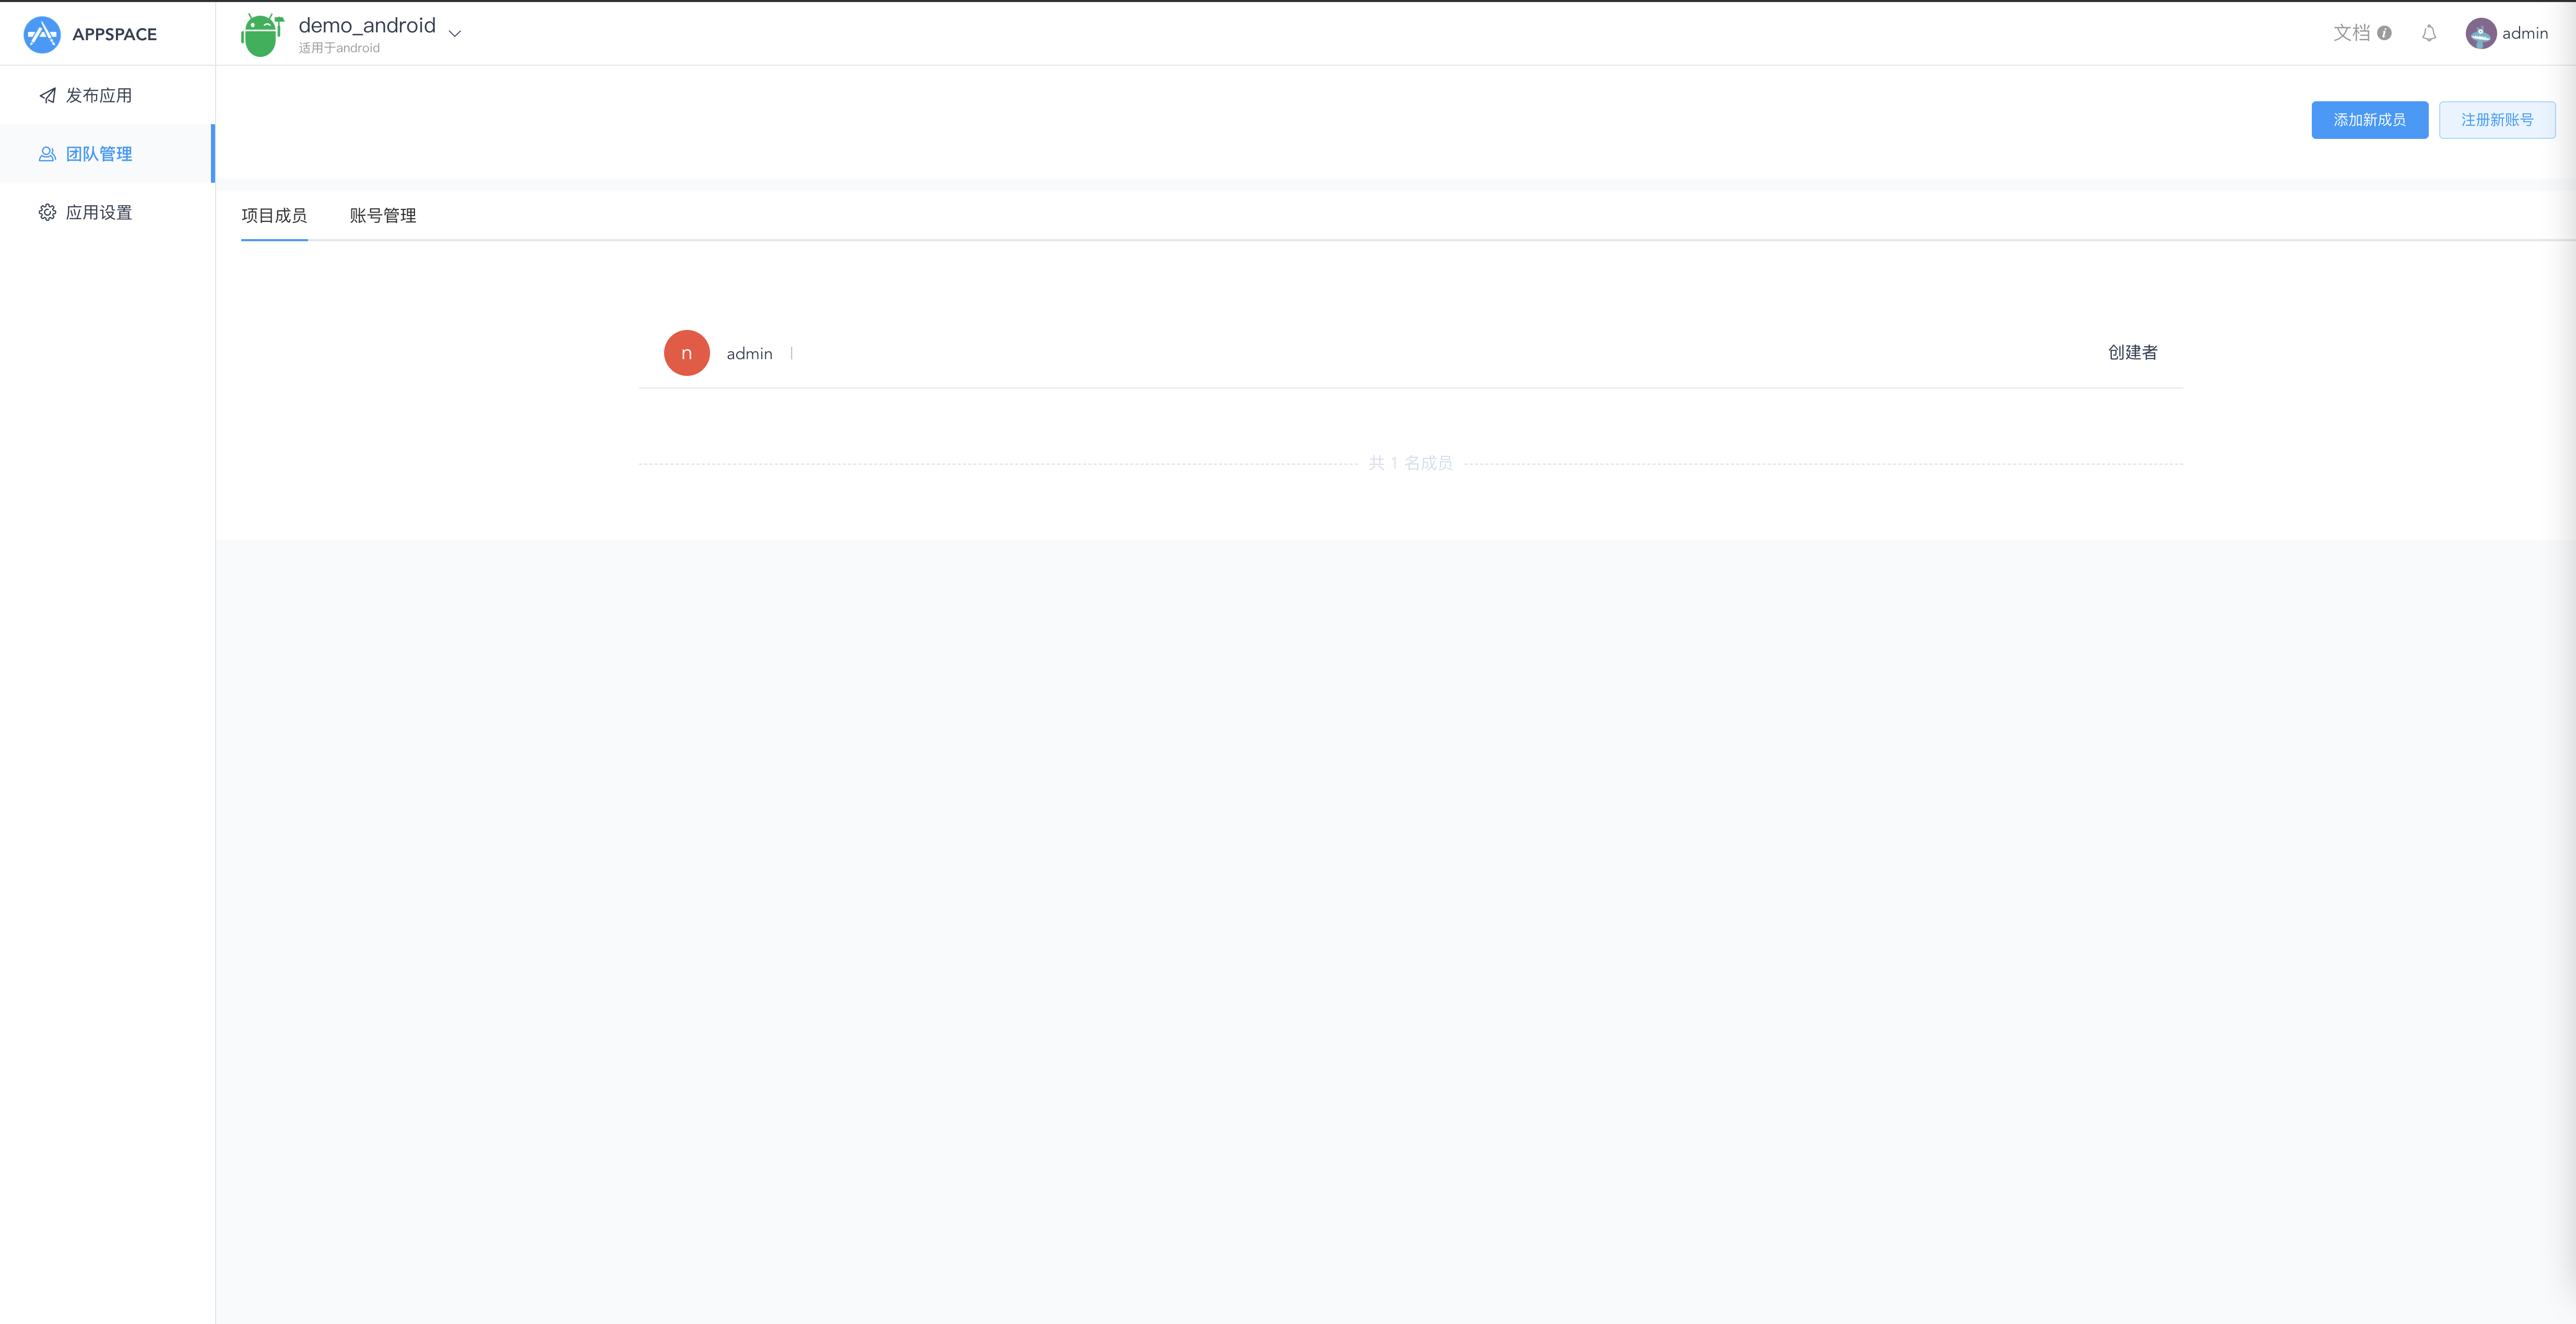 APPSPACE
demo_android
适用于android
文档
admin
发布应用
团队管理
应用设置
添加新成员
注册新账号
项目成员
账号管理
n
admin
创建者
共 1 名成员